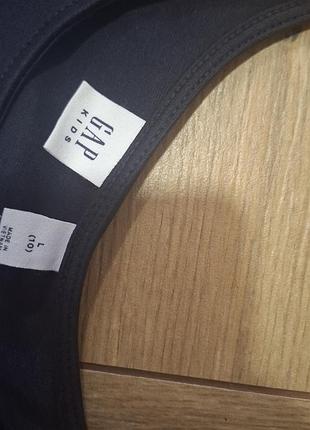 GAP
KIDS
L
(10)
MADE IN